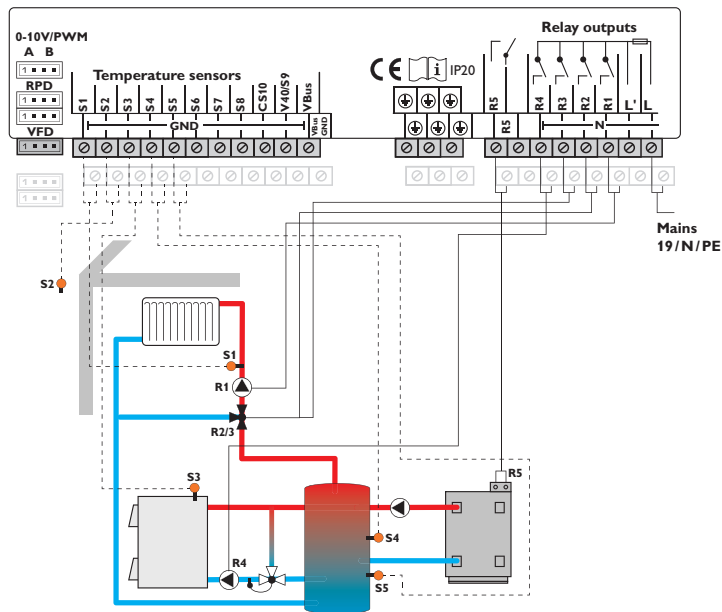 0-10V/PWM
A B
RPD
VFD
Temperature sensors
S1 S2 S3 S4 S5 S6 S7 S8 CS10 V40/S9 VBus
GND
VBus GND
CE i IP20
Relay outputs
R5 R4 R3 R2 R1 L' L
R5
N
Mains
19/N/PE
S2
S1
R1
R2/3
S3
R5
S4
R4
S5